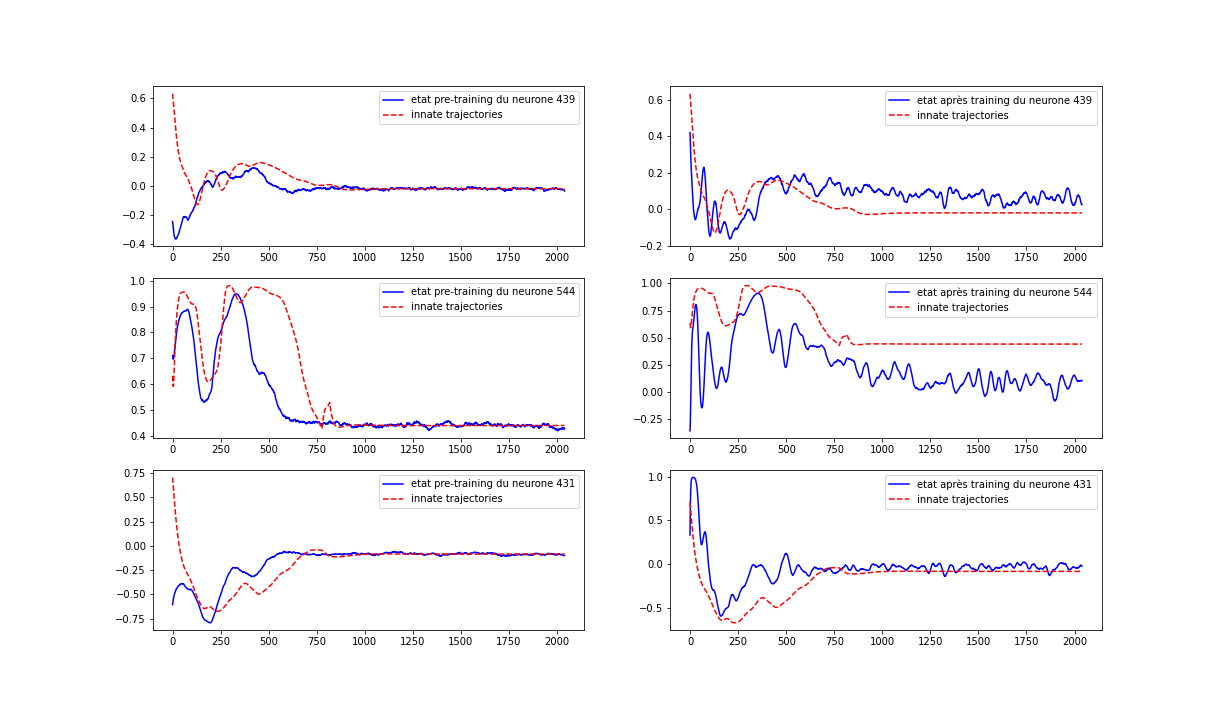 0.6
0.4
0.2
0.0
−0.2
−0.4
0 250 500 750 1000 1250 1500 1750 2000
etat pre-training du neurone 439
innate trajectories
0.6
0.4
0.2
0.0
−0.2
0 250 500 750 1000 1250 1500 1750 2000
etat après training du neurone 439
innate trajectories
1.0
0.9
0.8
0.7
0.6
0.5
0.4
0 250 500 750 1000 1250 1500 1750 2000
etat pre-training du neurone 544
innate trajectories
1.00
0.75
0.50
0.25
0.00
−0.25
0 250 500 750 1000 1250 1500 1750 2000
etat après training du neurone 544
innate trajectories
0.75
0.50
0.25
0.00
−0.25
−0.50
−0.75
0 250 500 750 1000 1250 1500 1750 2000
etat pre-training du neurone 431
innate trajectories
1.0
0.5
0.0
−0.5
0 250 500 750 1000 1250 1500 1750 2000
etat après training du neurone 431
innate trajectories